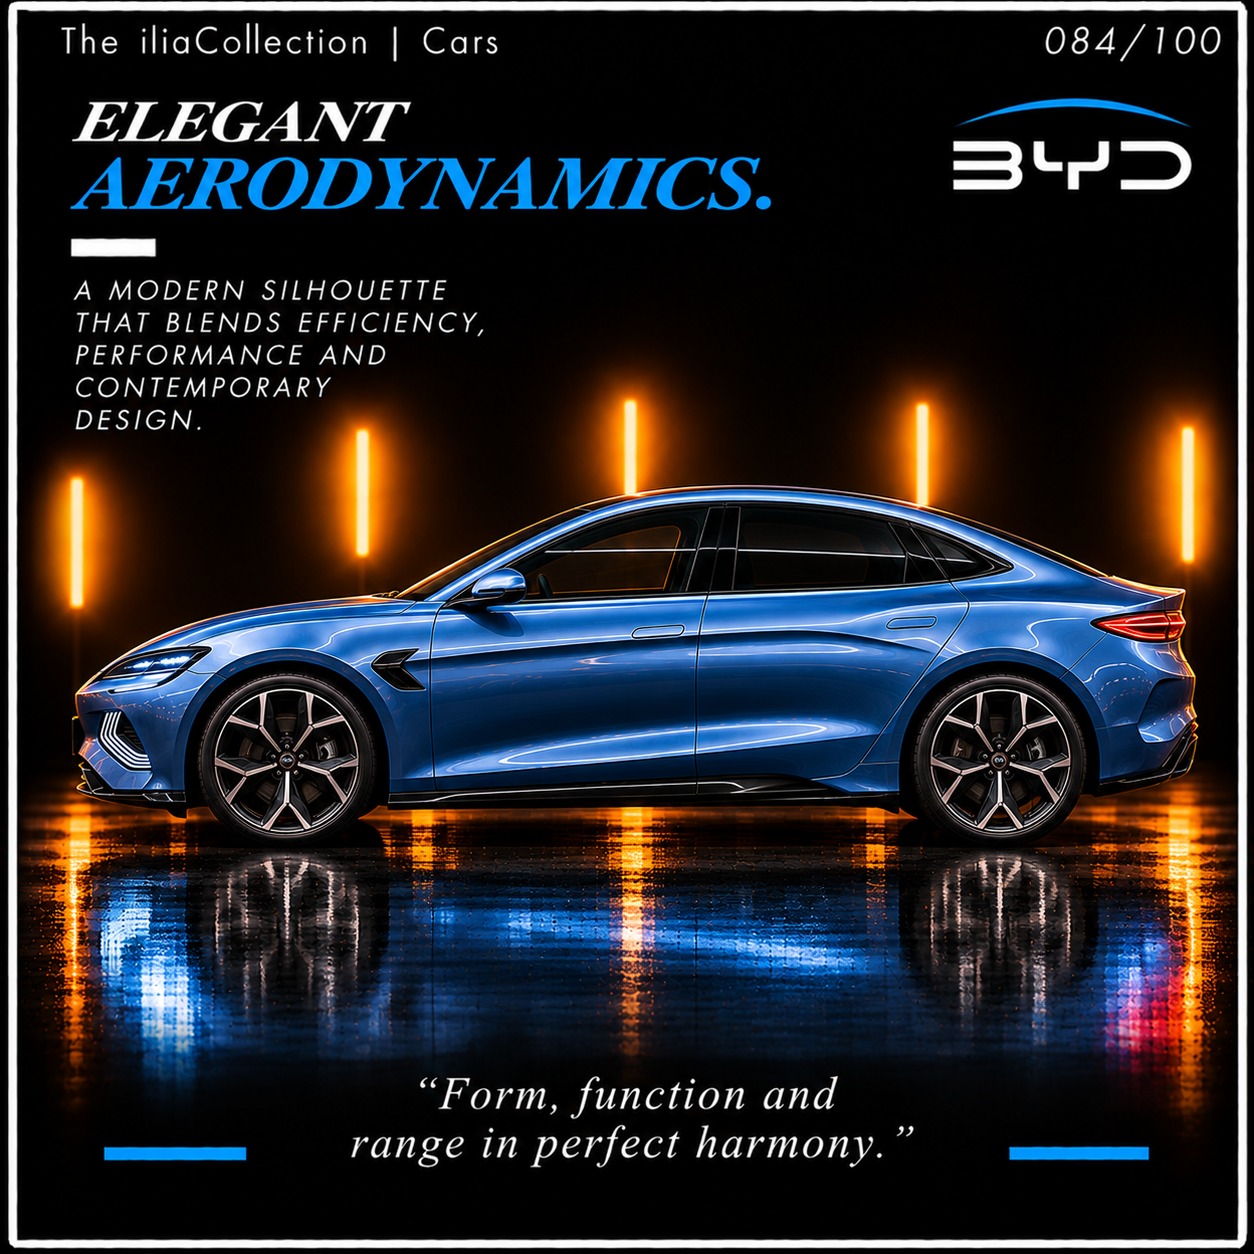 The iliaCollection | Cars
084/100
ELEGANT
AERODYNAMICS.
BYD
A MODERN SILHOUETTE
THAT BLENDS EFFICIENCY,
PERFORMANCE AND
CONTEMPORARY
DESIGN.
“Form, function and
range in perfect harmony.”